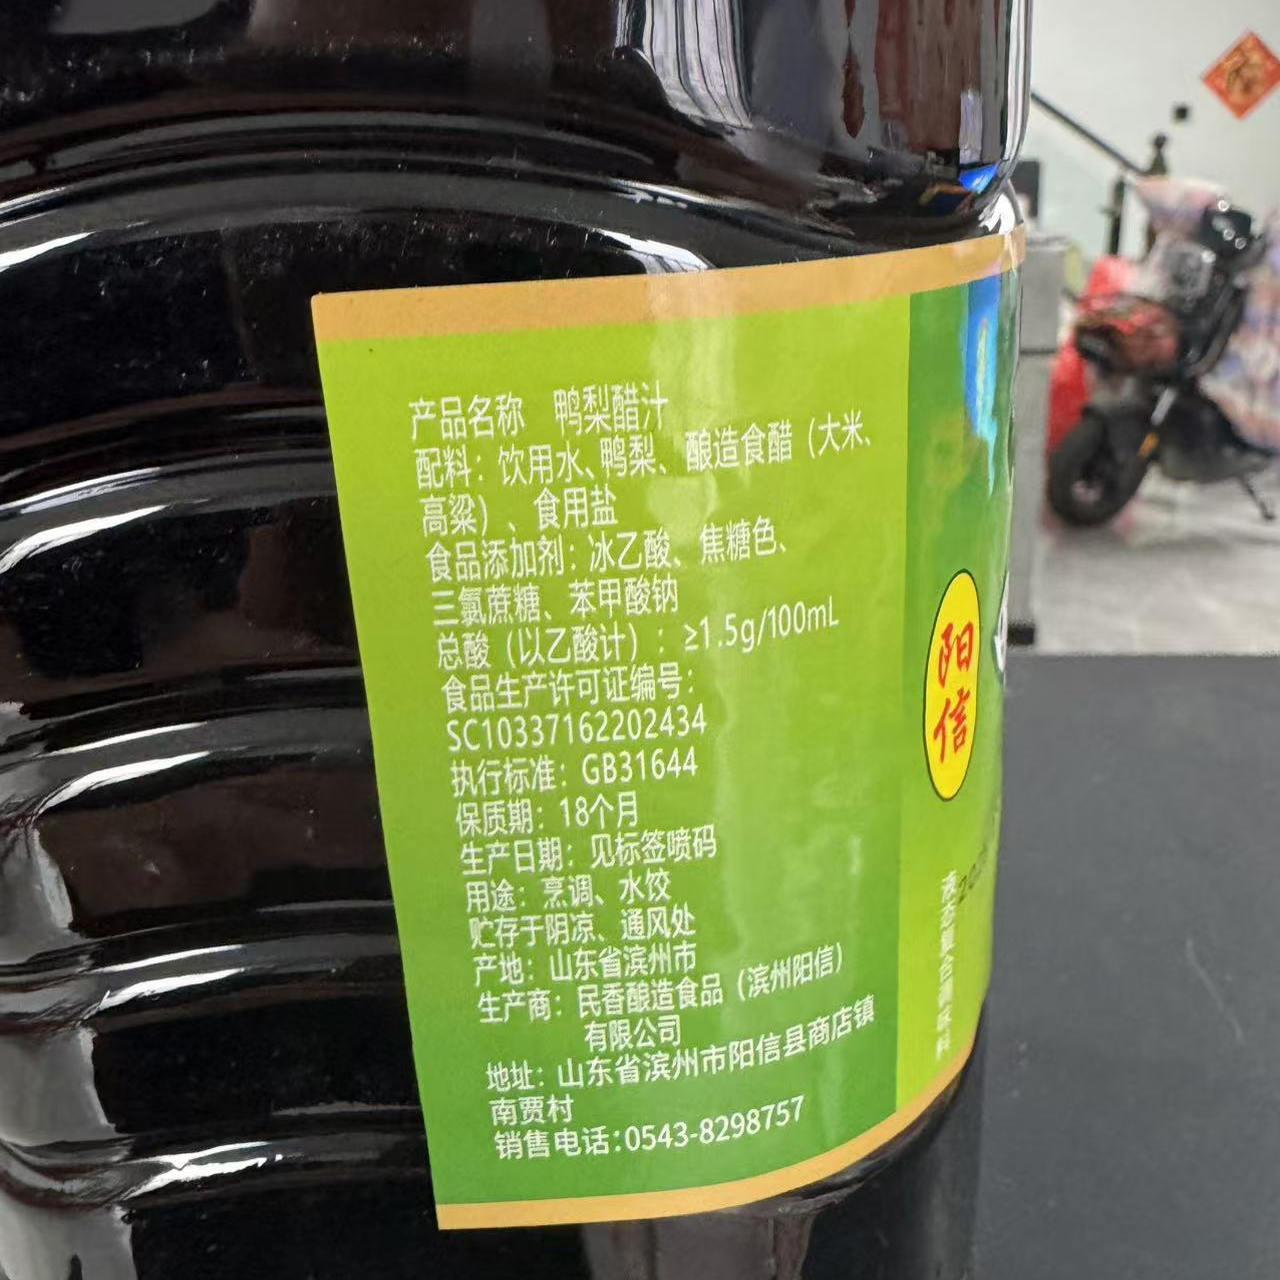 产品名称 鸭梨醋汁
配料：饮用水、鸭梨、酿造食醋（大米、
高粱）、食用盐
食品添加剂：冰乙酸、焦糖色、
三氯蔗糖、苯甲酸钠
总酸（以乙酸计）：≥1.5g/100mL
食品生产许可证编号：
SC10337162202434
执行标准：GB31644
保质期：18个月
生产日期：见标签喷码
用途：烹调、水饺
贮存于阴凉、通风处
产地：山东省滨州市
生产商：民香酿造食品（滨州阳信）
有限公司
地址：山东省滨州市阳信县商店镇
南贾村
销售电话：0543-8298757
阳信
液态复合调味料